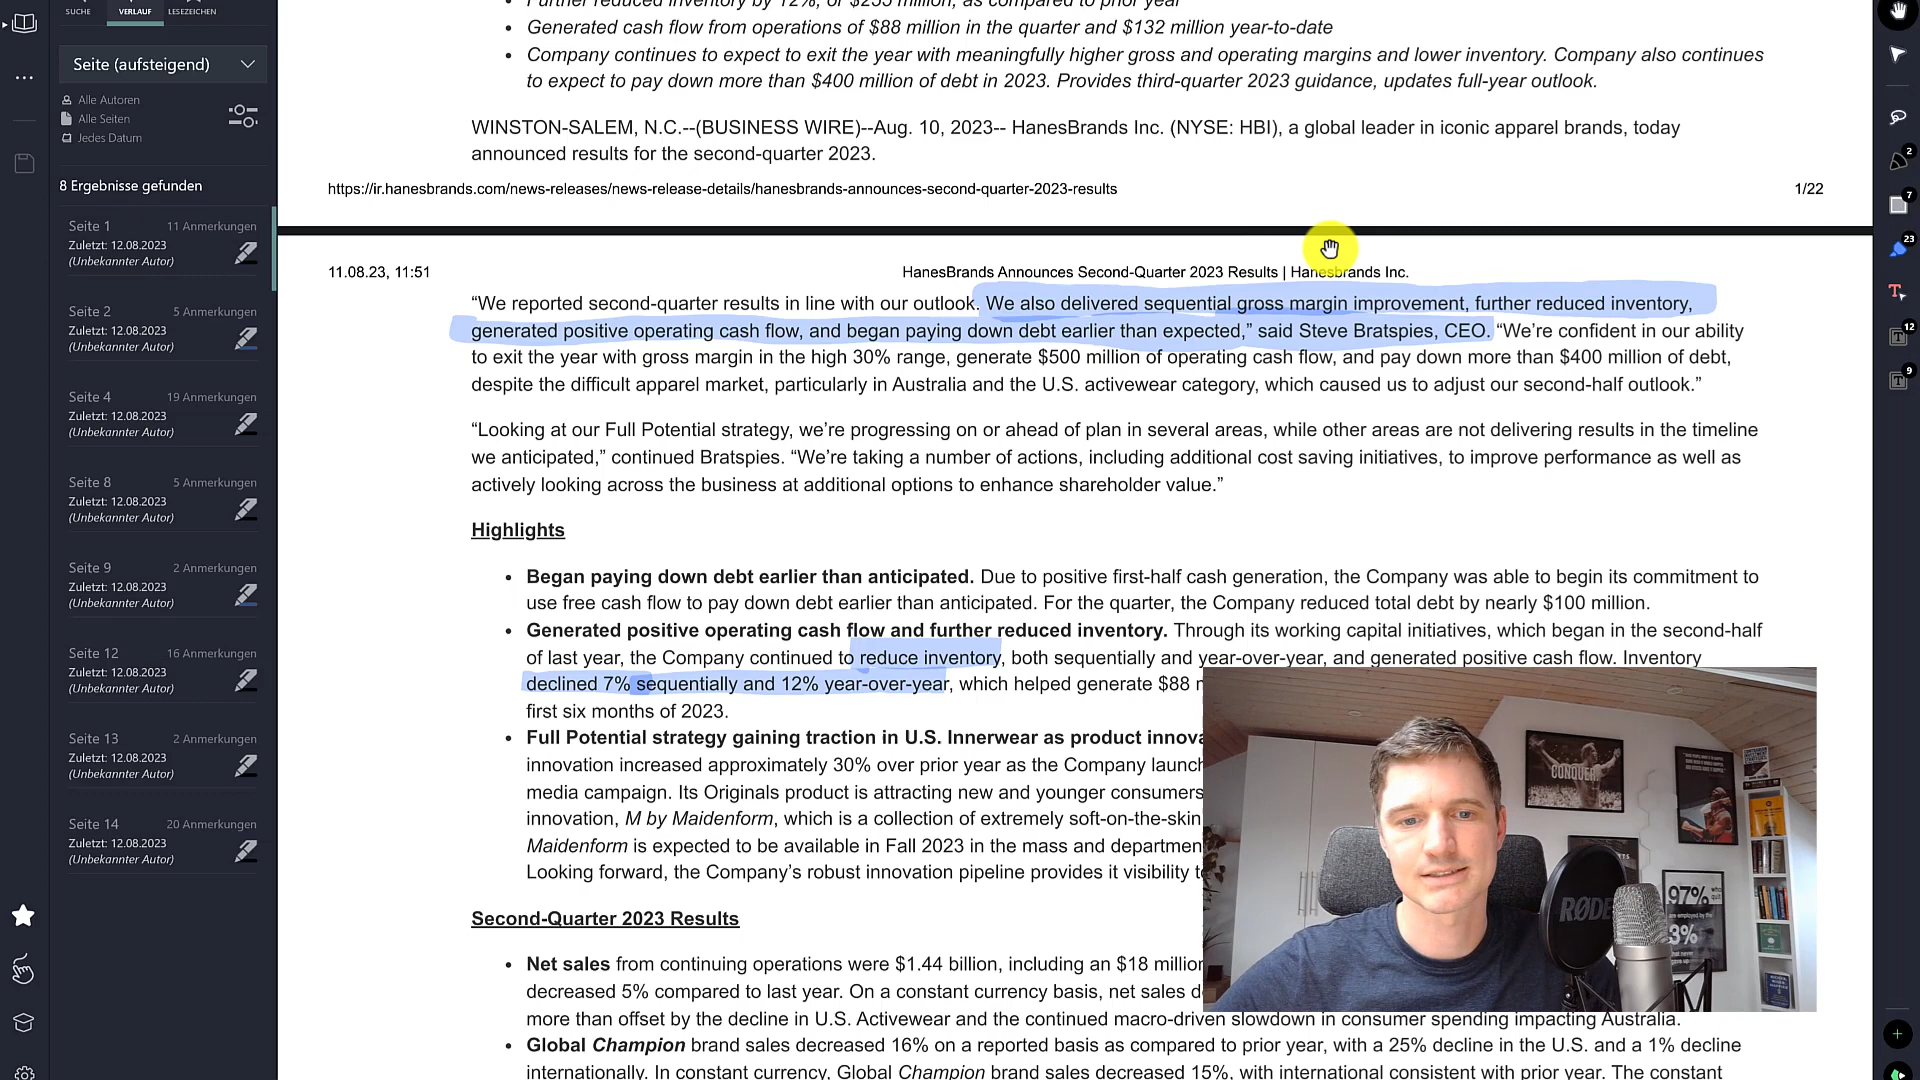 SUCHE
VERLAUF
LESEZEICHEN
Seite (aufsteigend)
Alle Autoren
Alle Seiten
Jedes Datum
8 Ergebnisse gefunden
Seite 1 11 Anmerkungen
Zuletzt: 12.08.2023
(Unbekannter Autor)
Seite 2 5 Anmerkungen
Zuletzt: 12.08.2023
(Unbekannter Autor)
Seite 4 19 Anmerkungen
Zuletzt: 12.08.2023
(Unbekannter Autor)
Seite 8 5 Anmerkungen
Zuletzt: 12.08.2023
(Unbekannter Autor)
Seite 9 2 Anmerkungen
Zuletzt: 12.08.2023
(Unbekannter Autor)
Seite 12 16 Anmerkungen
Zuletzt: 12.08.2023
(Unbekannter Autor)
Seite 13 2 Anmerkungen
Zuletzt: 12.08.2023
(Unbekannter Autor)
Seite 14 20 Anmerkungen
Zuletzt: 12.08.2023
(Unbekannter Autor)
• Further reduced inventory by 12%, or $255 million, as compared to prior year
• Generated cash flow from operations of $88 million in the quarter and $132 million year-to-date
• Company continues to expect to exit the year with meaningfully higher gross and operating margins and lower inventory. Company also continues
to expect to pay down more than $400 million of debt in 2023. Provides third-quarter 2023 guidance, updates full-year outlook.
WINSTON-SALEM, N.C.--(BUSINESS WIRE)--Aug. 10, 2023-- HanesBrands Inc. (NYSE: HBI), a global leader in iconic apparel brands, today
announced results for the second-quarter 2023.
https://ir.hanesbrands.com/news-releases/news-release-details/hanesbrands-announces-second-quarter-2023-results 1/22
11.08.23, 11:51 HanesBrands Announces Second-Quarter 2023 Results | Hanesbrands Inc.
“We reported second-quarter results in line with our outlook. We also delivered sequential gross margin improvement, further reduced inventory,
generated positive operating cash flow, and began paying down debt earlier than expected,” said Steve Bratspies, CEO. “We’re confident in our ability
to exit the year with gross margin in the high 30% range, generate $500 million of operating cash flow, and pay down more than $400 million of debt,
despite the difficult apparel market, particularly in Australia and the U.S. activewear category, which caused us to adjust our second-half outlook.”
“Looking at our Full Potential strategy, we’re progressing on or ahead of plan in several areas, while other areas are not delivering results in the timeline
we anticipated,” continued Bratspies. “We’re taking a number of actions, including additional cost saving initiatives, to improve performance as well as
actively looking across the business at additional options to enhance shareholder value.”
Highlights
• Began paying down debt earlier than anticipated. Due to positive first-half cash generation, the Company was able to begin its commitment to
use free cash flow to pay down debt earlier than anticipated. For the quarter, the Company reduced total debt by nearly $100 million.
• Generated positive operating cash flow and further reduced inventory. Through its working capital initiatives, which began in the second-half
of last year, the Company continued to reduce inventory, both sequentially and year-over-year, and generated positive cash flow. Inventory
declined 7% sequentially and 12% year-over-year, which helped generate $88
first six months of 2023.
• Full Potential strategy gaining traction in U.S. Innerwear as product
innovation increased approximately 30% over prior year as the Company
media campaign. Its Originals product is attracting new and younger consumers
innovation, M by Maidenform, which is a collection of extremely soft-on-the-skin
Maidenform is expected to be available in Fall 2023 in the mass and
Looking forward, the Company’s robust innovation pipeline provides it visibility
Second-Quarter 2023 Results
• Net sales from continuing operations were $1.44 billion, including an $18
decreased 5% compared to last year. On a constant currency basis, net sales
more than offset by the decline in U.S. Activewear and the continued macro-driven slowdown in consumer spending impacting Australia.
• Global Champion brand sales decreased 16% on a reported basis as compared to prior year, with a 25% decline in the U.S. and a 1% decline
internationally. In constant currency, Global Champion brand sales decreased 15%, with international consistent with prior year. The constant
CONQUER
RØDE
97%
3%
2
7
23
12
9